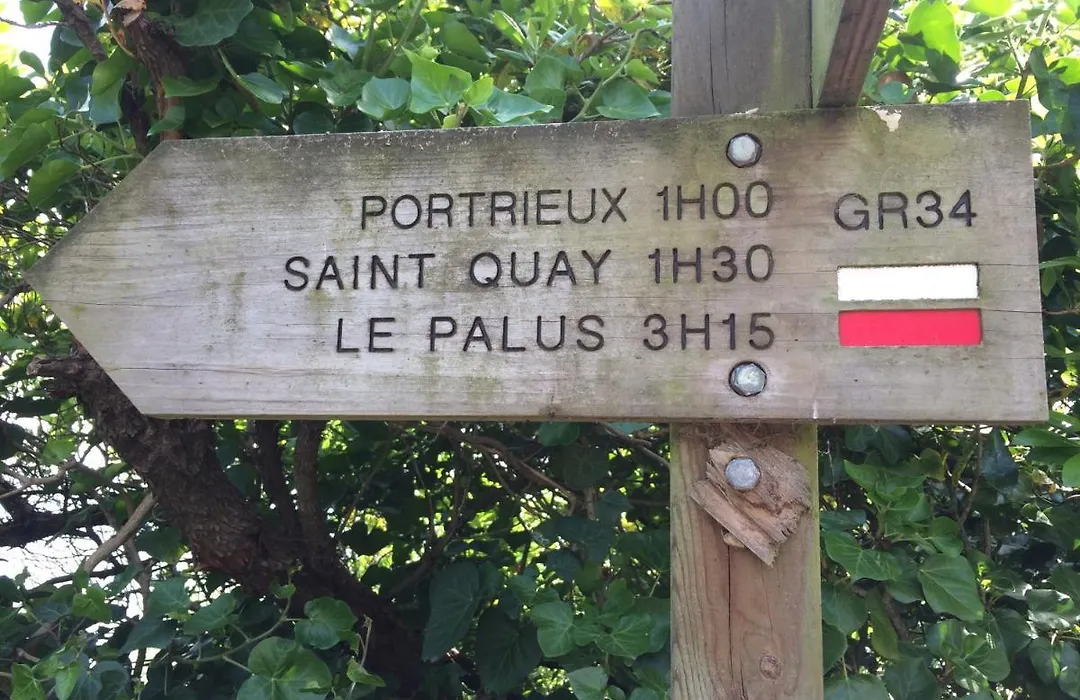 PORTRIEUX 1H00 GR34
SAINT QUAY 1H30
LE PALUS 3H15